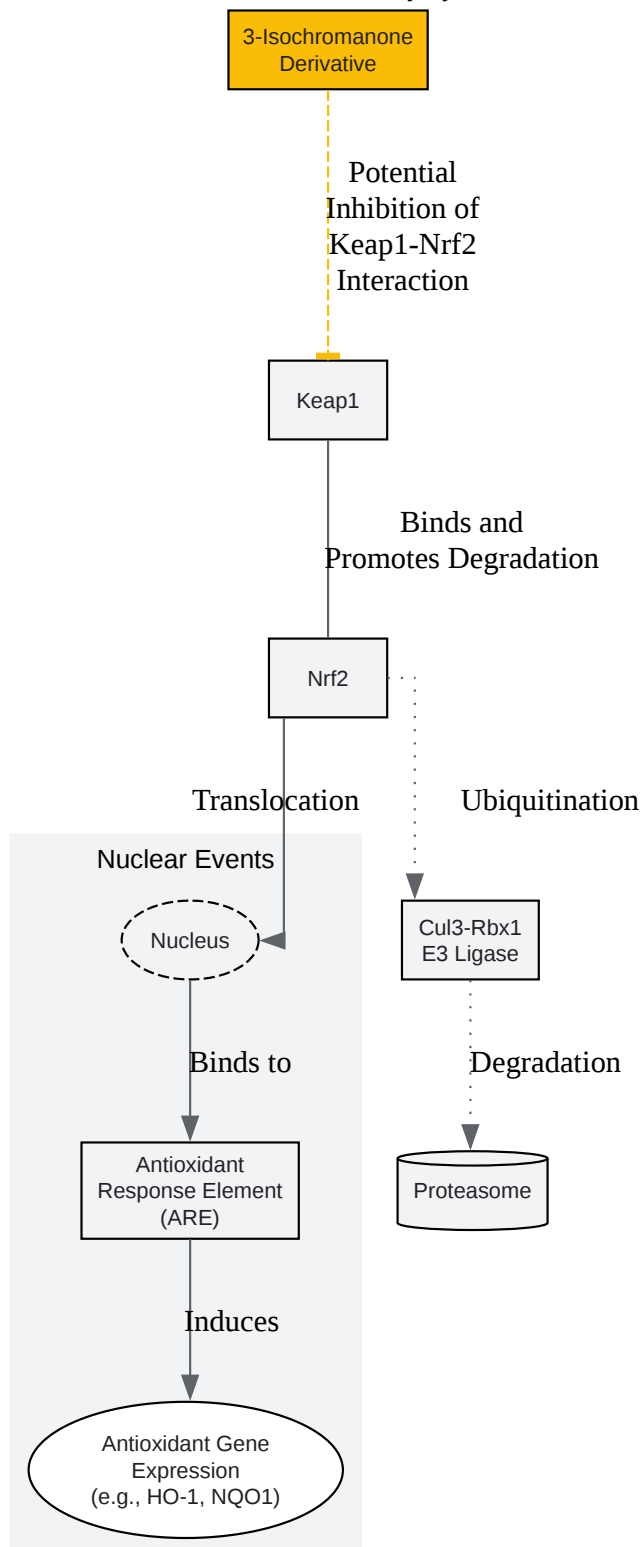 3-Isochromanone
Derivative
Potential
Inhibition of
Keap1-Nrf2
Interaction
Keap1
Binds and
Promotes Degradation
Nrf2
Translocation
Ubiquitination
Nuclear Events
Nucleus
Cul3-Rbx1
E3 Ligase
Binds to
Degradation
Antioxidant
Response Element
(ARE)
Proteasome
Induces
Antioxidant Gene
Expression
(e.g., HO-1, NQO1)